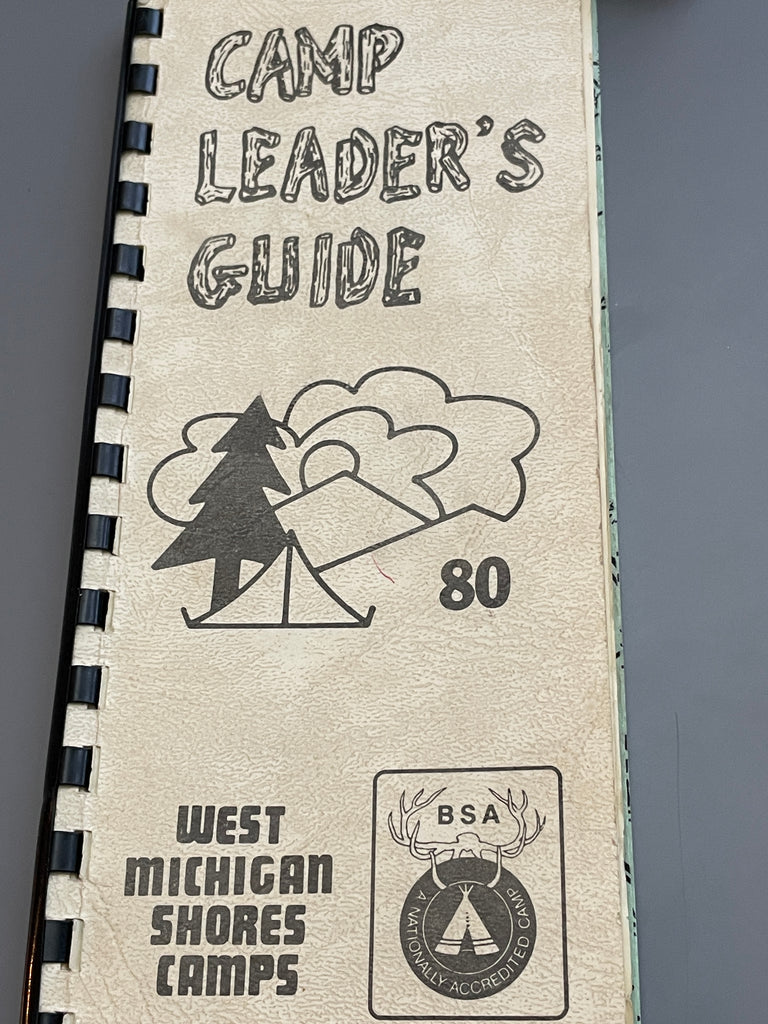 CAMP
LEADER'S
GUIDE
80
WEST
MICHIGAN
SHORES
CAMPS
BSA
A NATIONALLY ACCREDITED CAMP